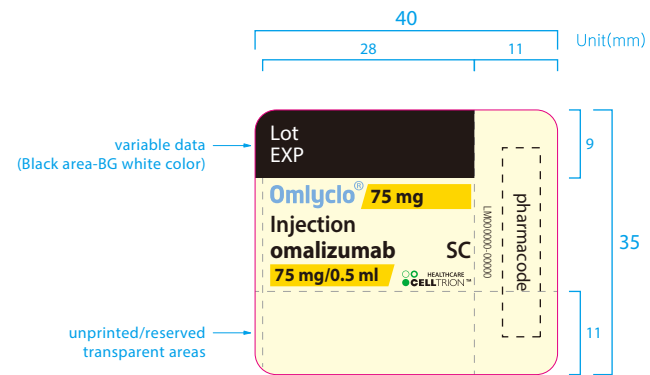 40
28
11
Unit(mm)
variable data
(Black area-BG white color)
Lot
EXP
9
Omlyclo® 75 mg
Injection
omalizumab SC
75 mg/0.5 ml
HEALTHCARE
CELLTRION™
LM000000-00000
pharmacode
35
11
unprinted/reserved
transparent areas